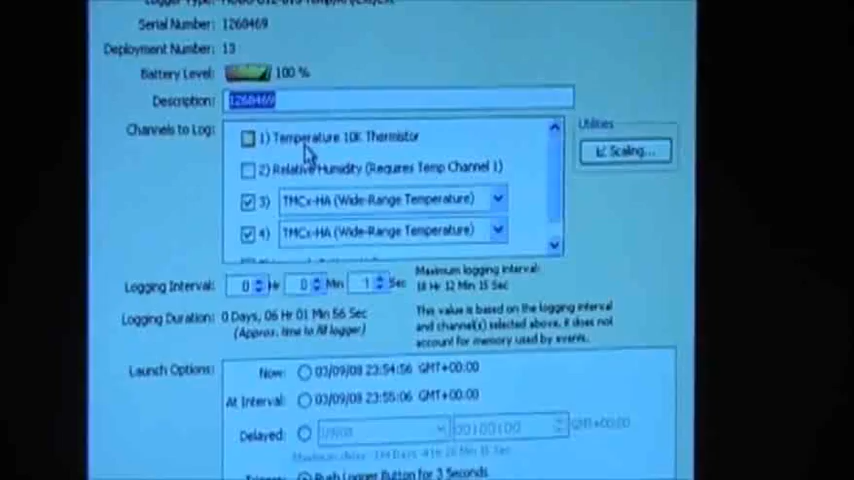 Serial Number: 1260469
Deployment Number: 13
Battery Level: 100 %
Description: 1260469
Channels to Log:
1) Temperature 10K Thermistor
2) Relative Humidity (Requires Temp Channel 1)
3) TMCx-HA (Wide-Range Temperature)
4) TMCx-HA (Wide-Range Temperature)
Utilities
Scaling...
Logging Interval: 0 Hr 0 Min 1 Sec
Maximum logging interval:
18 Hr 12 Min 15 Sec
Logging Duration: 0 Days, 06 Hr 01 Min 56 Sec
(Approx. time to fill logger)
This value is based on the logging interval
and channel(s) selected above. It does not
account for memory used by events.
Launch Options:
Now: 03/09/08 23:54:56 GMT+00:00
At Interval: 03/09/08 23:55:06 GMT+00:00
Delayed: GMT+00:00
Push Logger Button for 3 Seconds